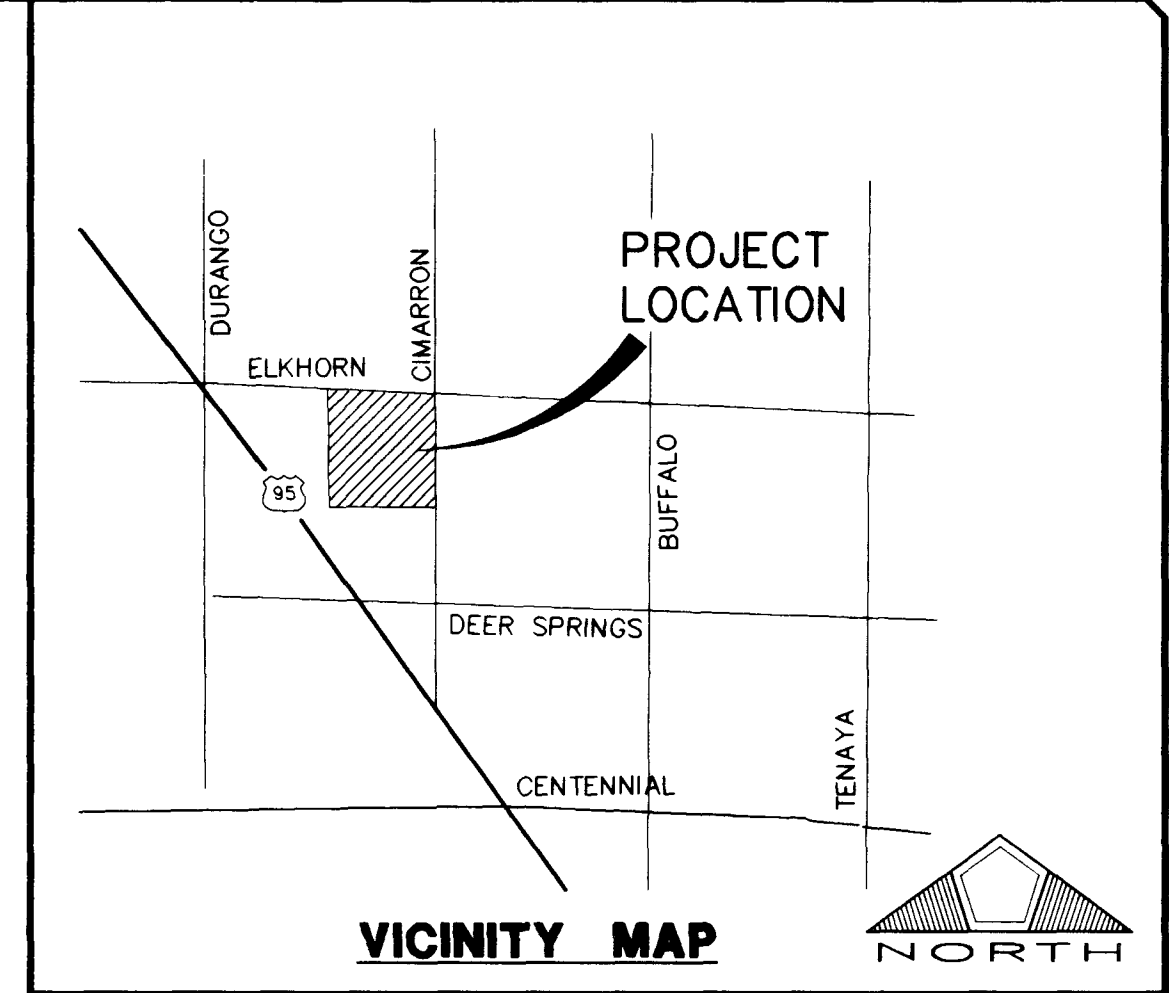 PROJECT
LOCATION
DURANGO
CIMARRON
ELKHORN
95
BUFFALO
DEER SPRINGS
TENAYA
CENTENNIAL
VICINITY MAP
NORTH